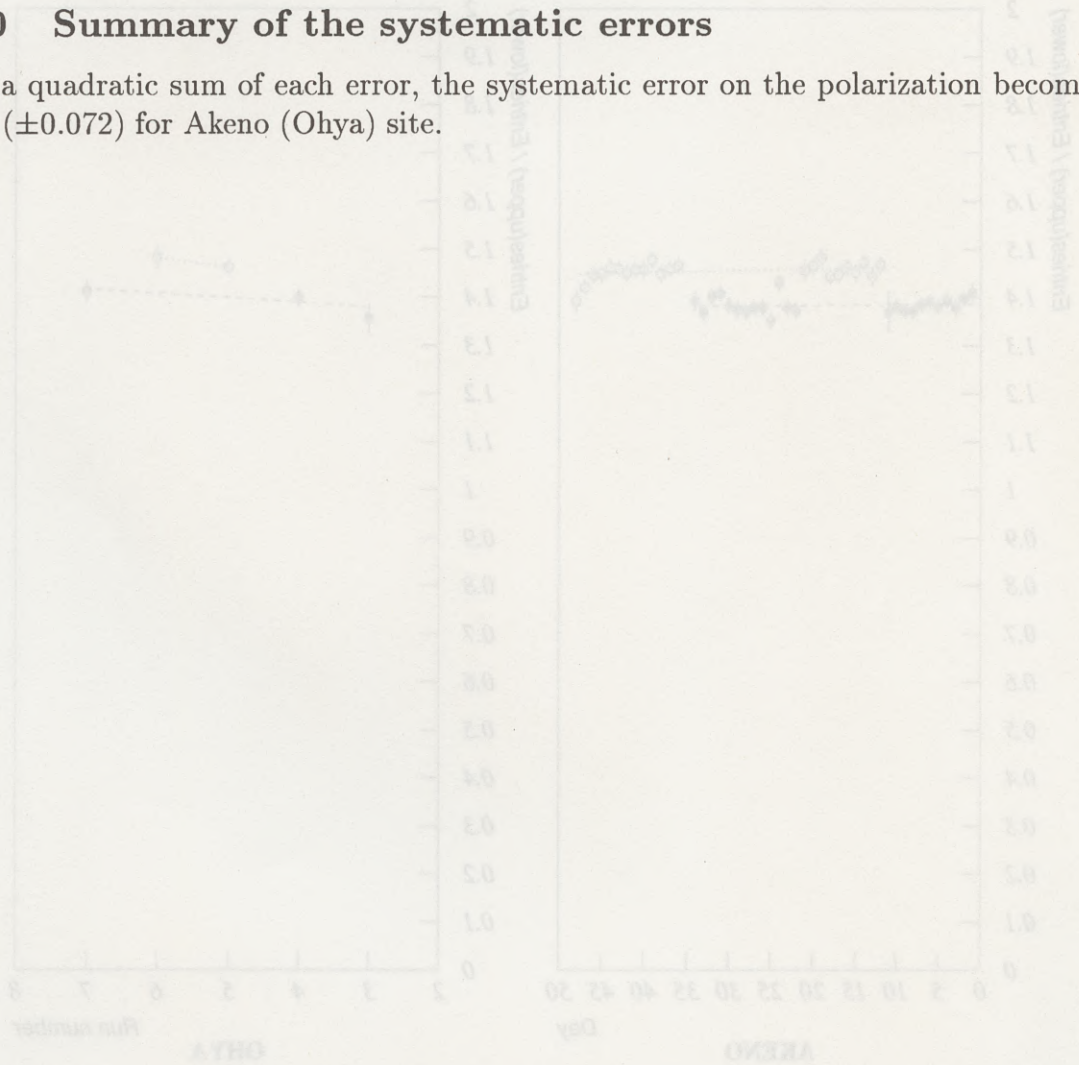 Summary of the systematic errors
a quadratic sum of each error, the systematic error on the polarization becom
(±0.072) for Akeno (Ohya) site.